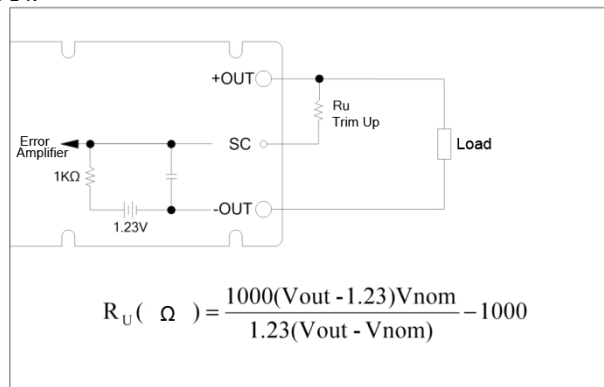 +OUT
Ru
Trim Up
Error
Amplifier
SC
Load
1KΩ
-OUT
1.23V
R_U( Ω ) = 1000(Vout -1.23)Vnom / 1.23(Vout - Vnom) −1000